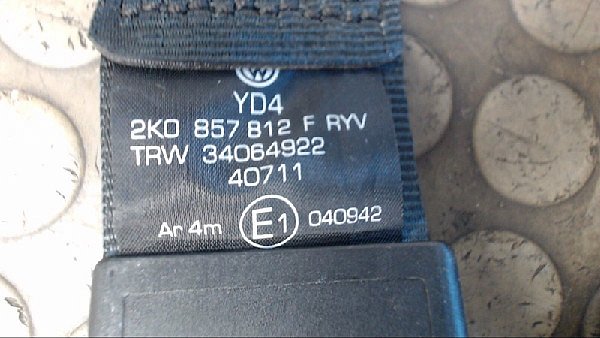 YD4
2K0 857 812 F RYV
TRW 34064922
40711
Ar 4m E1 040942